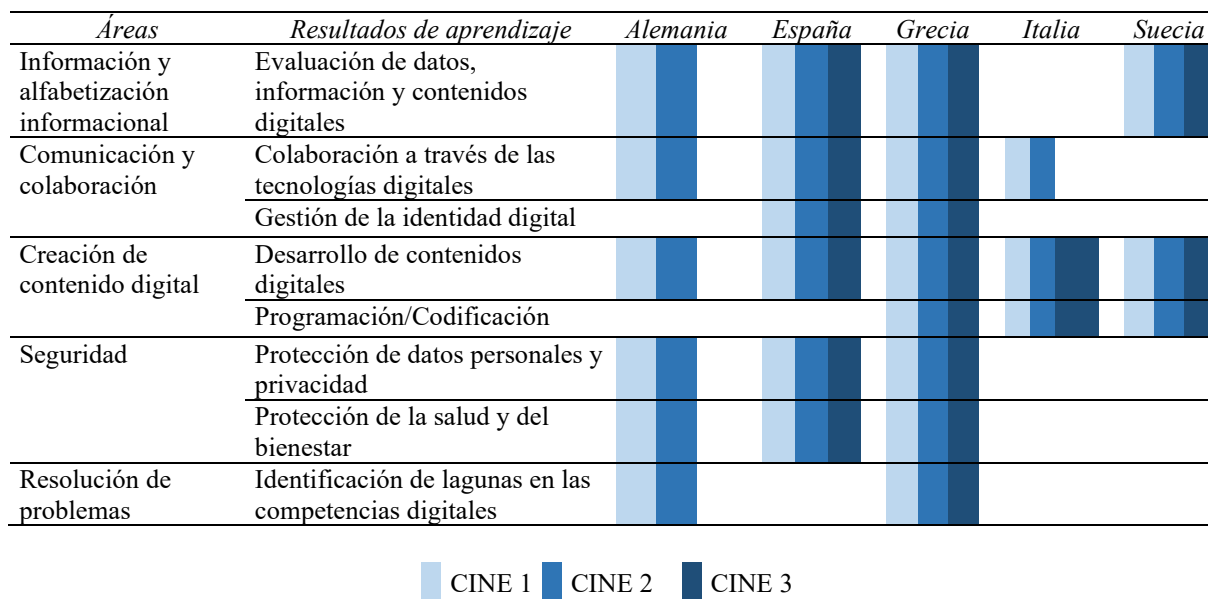 Áreas Resultados de aprendizaje Alemania España Grecia Italia Suecia
Información y Evaluación de datos,
alfabetización información y contenidos
informacional digitales
Comunicación y Colaboración a través de las
colaboración tecnologías digitales
Gestión de la identidad digital
Creación de Desarrollo de contenidos
contenido digital digitales
Programación/Codificación
Seguridad Protección de datos personales y
privacidad
Protección de la salud y del
bienestar
Resolución de Identificación de lagunas en las
problemas competencias digitales
CINE 1 CINE 2 CINE 3